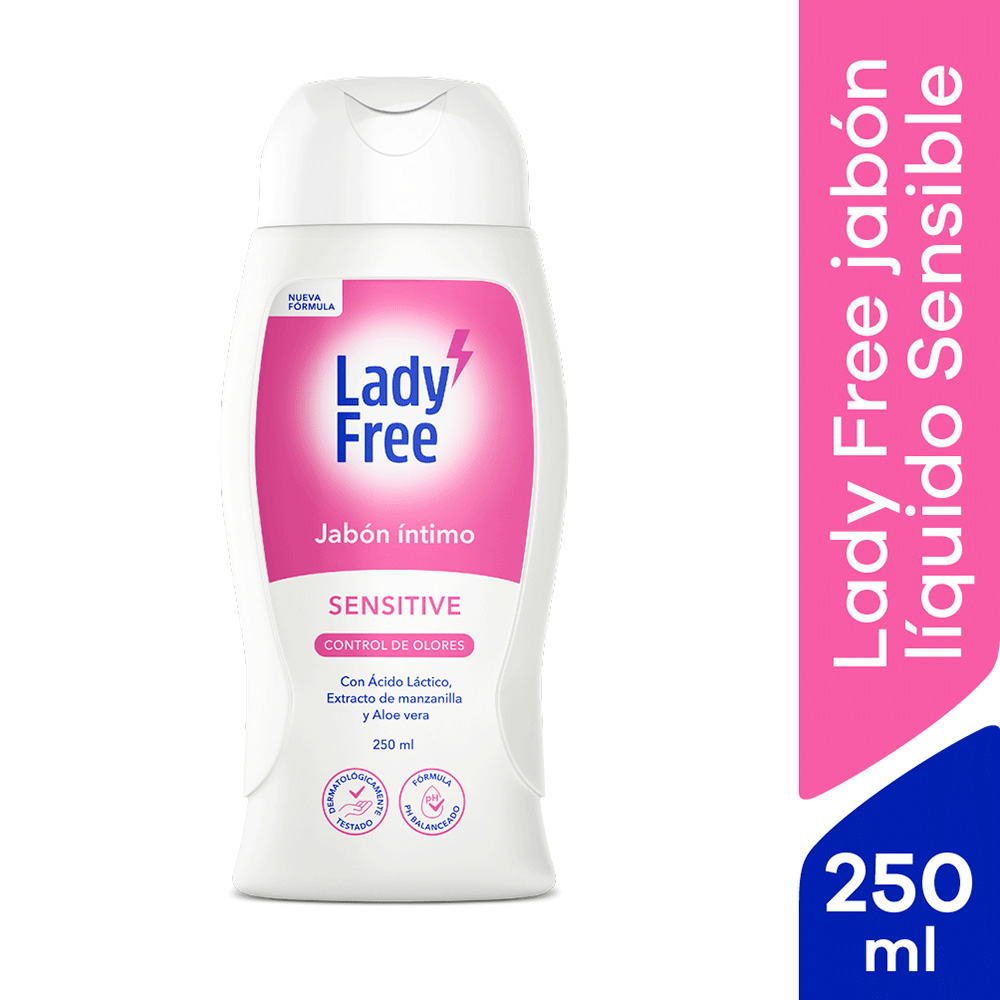 NUEVA
FÓRMULA
Lady
Free
Jabón íntimo
SENSITIVE
CONTROL DE OLORES
Con Ácido Láctico,
Extracto de manzanilla
y Aloe vera
250 ml
DERMATOLÓGICAMENTE
TESTADO
FÓRMULA
pH
PH BALANCEADO
Lady Free jabón
líquido Sensible
250
ml